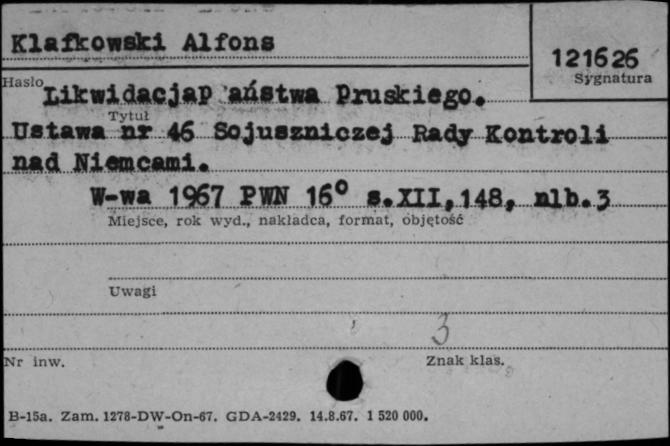 Klafkowski Alfons
121626
Hasło
Sygnatura
Likwidacjap aństwa Pruskiego.
Tytuł
Ustawa nr 46 Sojuszniczej Rady Kontroli
nad Niemcami.
W-wa 1967 PWN 16° s.XII,148, nlb.3
Miejsce, rok wyd., nakładca, format, objętość
Uwagi
3
Nr inw.
Znak klas.
B-15a. Zam. 1278-DW-On-67. GDA-2429. 14.8.67. 1 520 000.